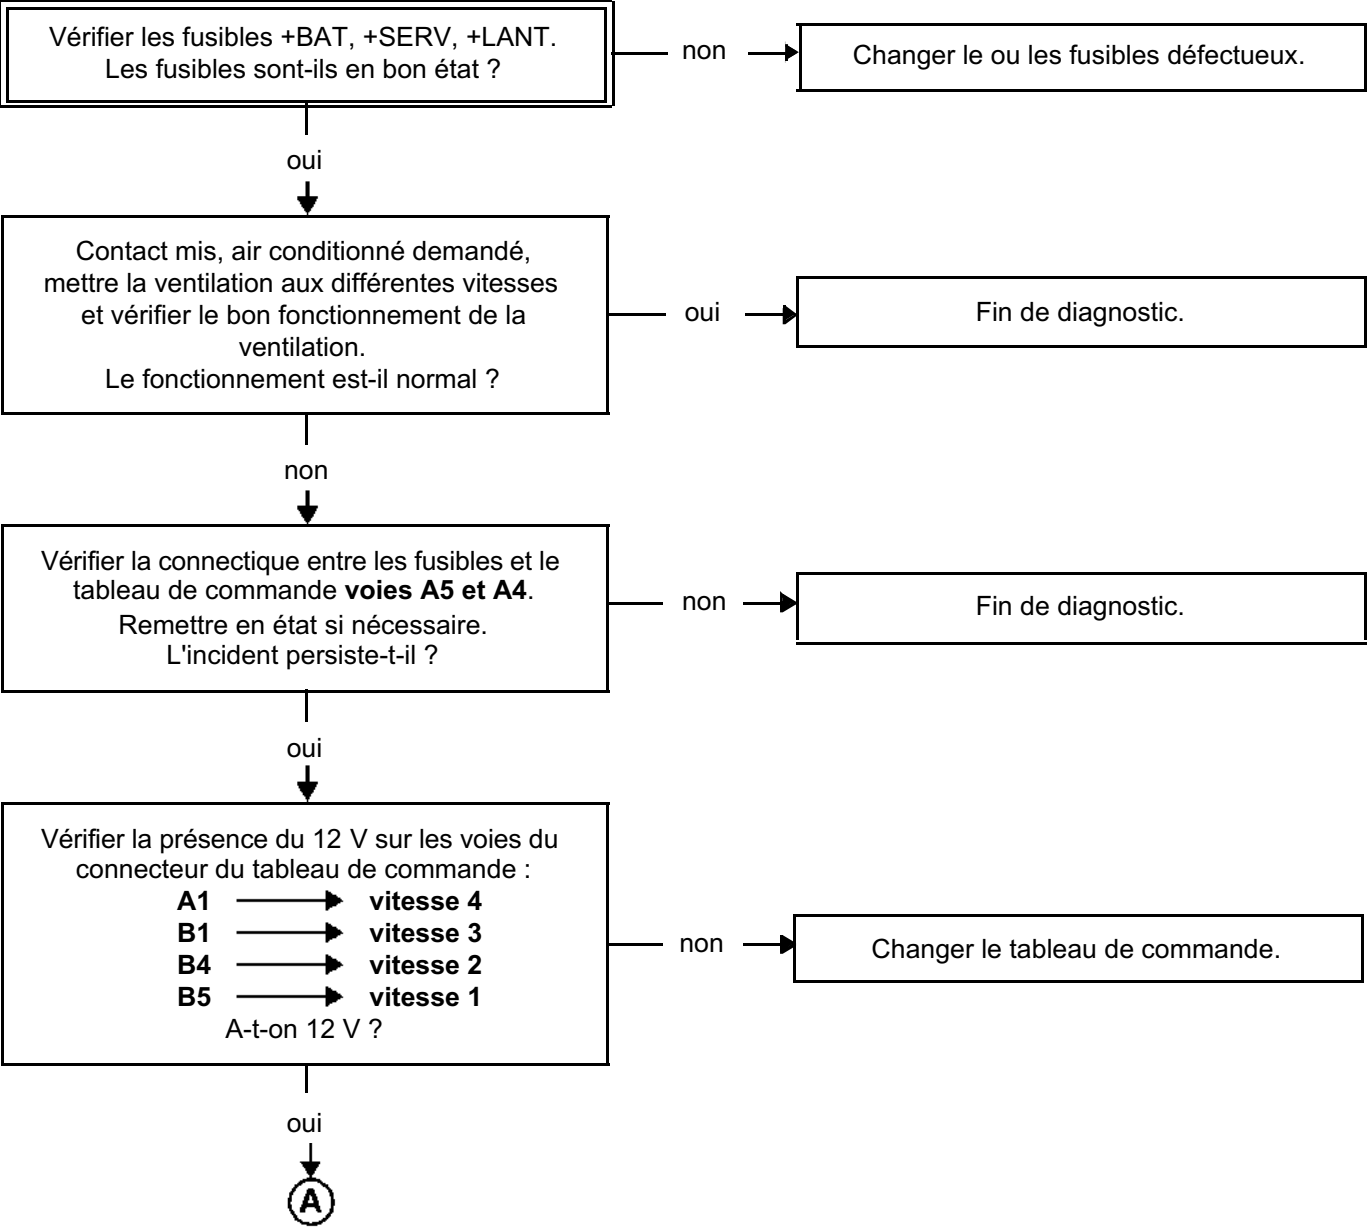 Vérifier les fusibles +BAT, +SERV, +LANT.
Les fusibles sont-ils en bon état ?
non
Changer le ou les fusibles défectueux.
oui
Contact mis, air conditionné demandé,
mettre la ventilation aux différentes vitesses
et vérifier le bon fonctionnement de la
ventilation.
Le fonctionnement est-il normal ?
oui
Fin de diagnostic.
non
Vérifier la connectique entre les fusibles et le
tableau de commande voies A5 et A4.
Remettre en état si nécessaire.
L'incident persiste-t-il ?
non
Fin de diagnostic.
oui
Vérifier la présence du 12 V sur les voies du
connecteur du tableau de commande :
A1 vitesse 4
B1 vitesse 3
B4 vitesse 2
B5 vitesse 1
A-t-on 12 V ?
non
Changer le tableau de commande.
oui
A